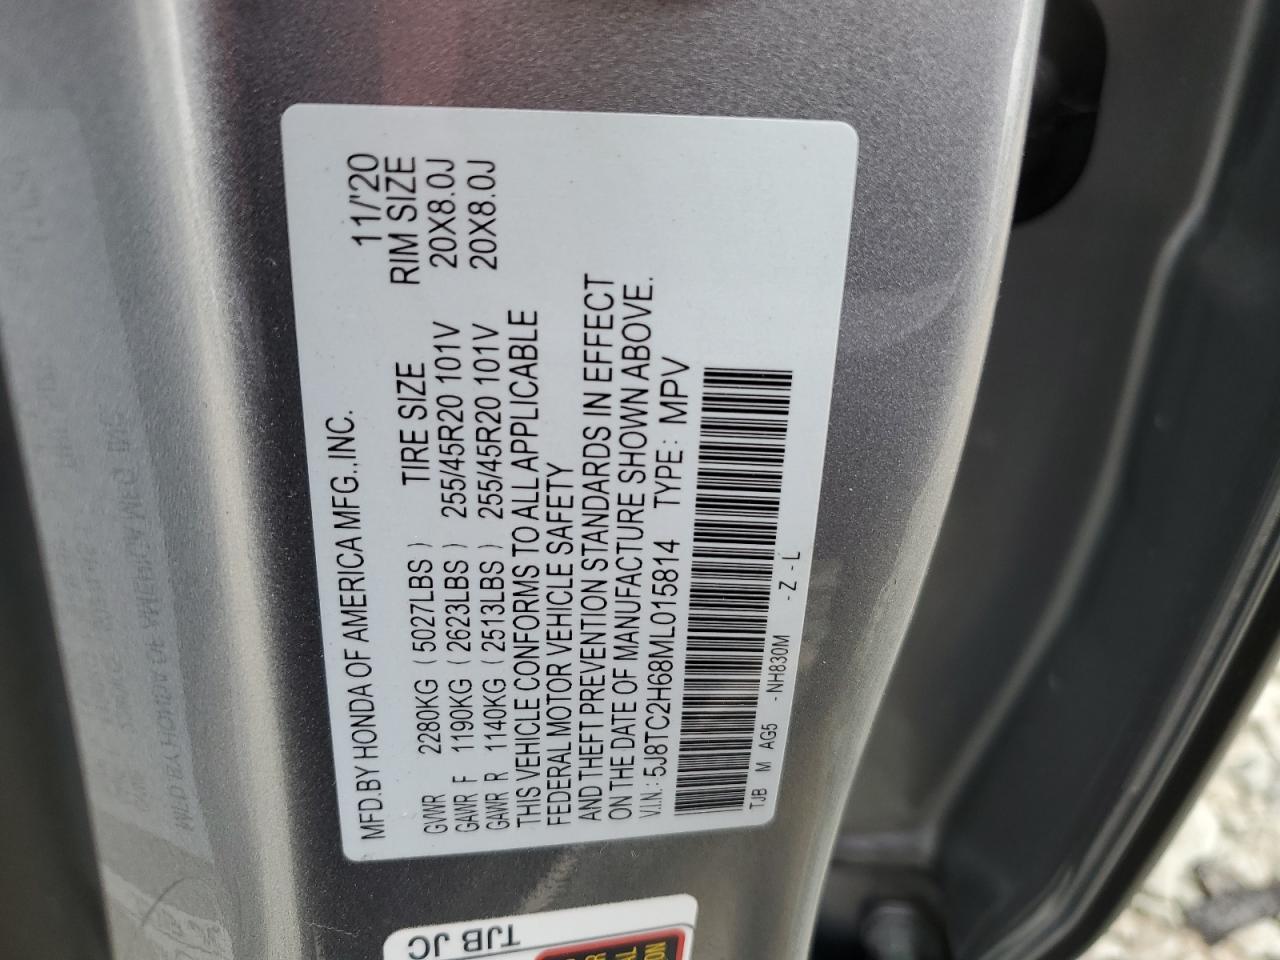 MFD.BY HONDA OF AMERICA MFG.,INC. 11/'20
TIRE SIZE RIM SIZE
GVWR 2280KG ( 5027LBS )
GAWR F 1190KG ( 2623LBS ) 255/45R20 101V 20X8.0J
GAWR R 1140KG ( 2513LBS ) 255/45R20 101V 20X8.0J
THIS VEHICLE CONFORMS TO ALL APPLICABLE
FEDERAL MOTOR VEHICLE SAFETY
AND THEFT PREVENTION STANDARDS IN EFFECT
ON THE DATE OF MANUFACTURE SHOWN ABOVE.
V.I.N.: 5J8TC2H68ML015814 TYPE: MPV
TJB M AG5 -NH830M -Z-L
TJB JC